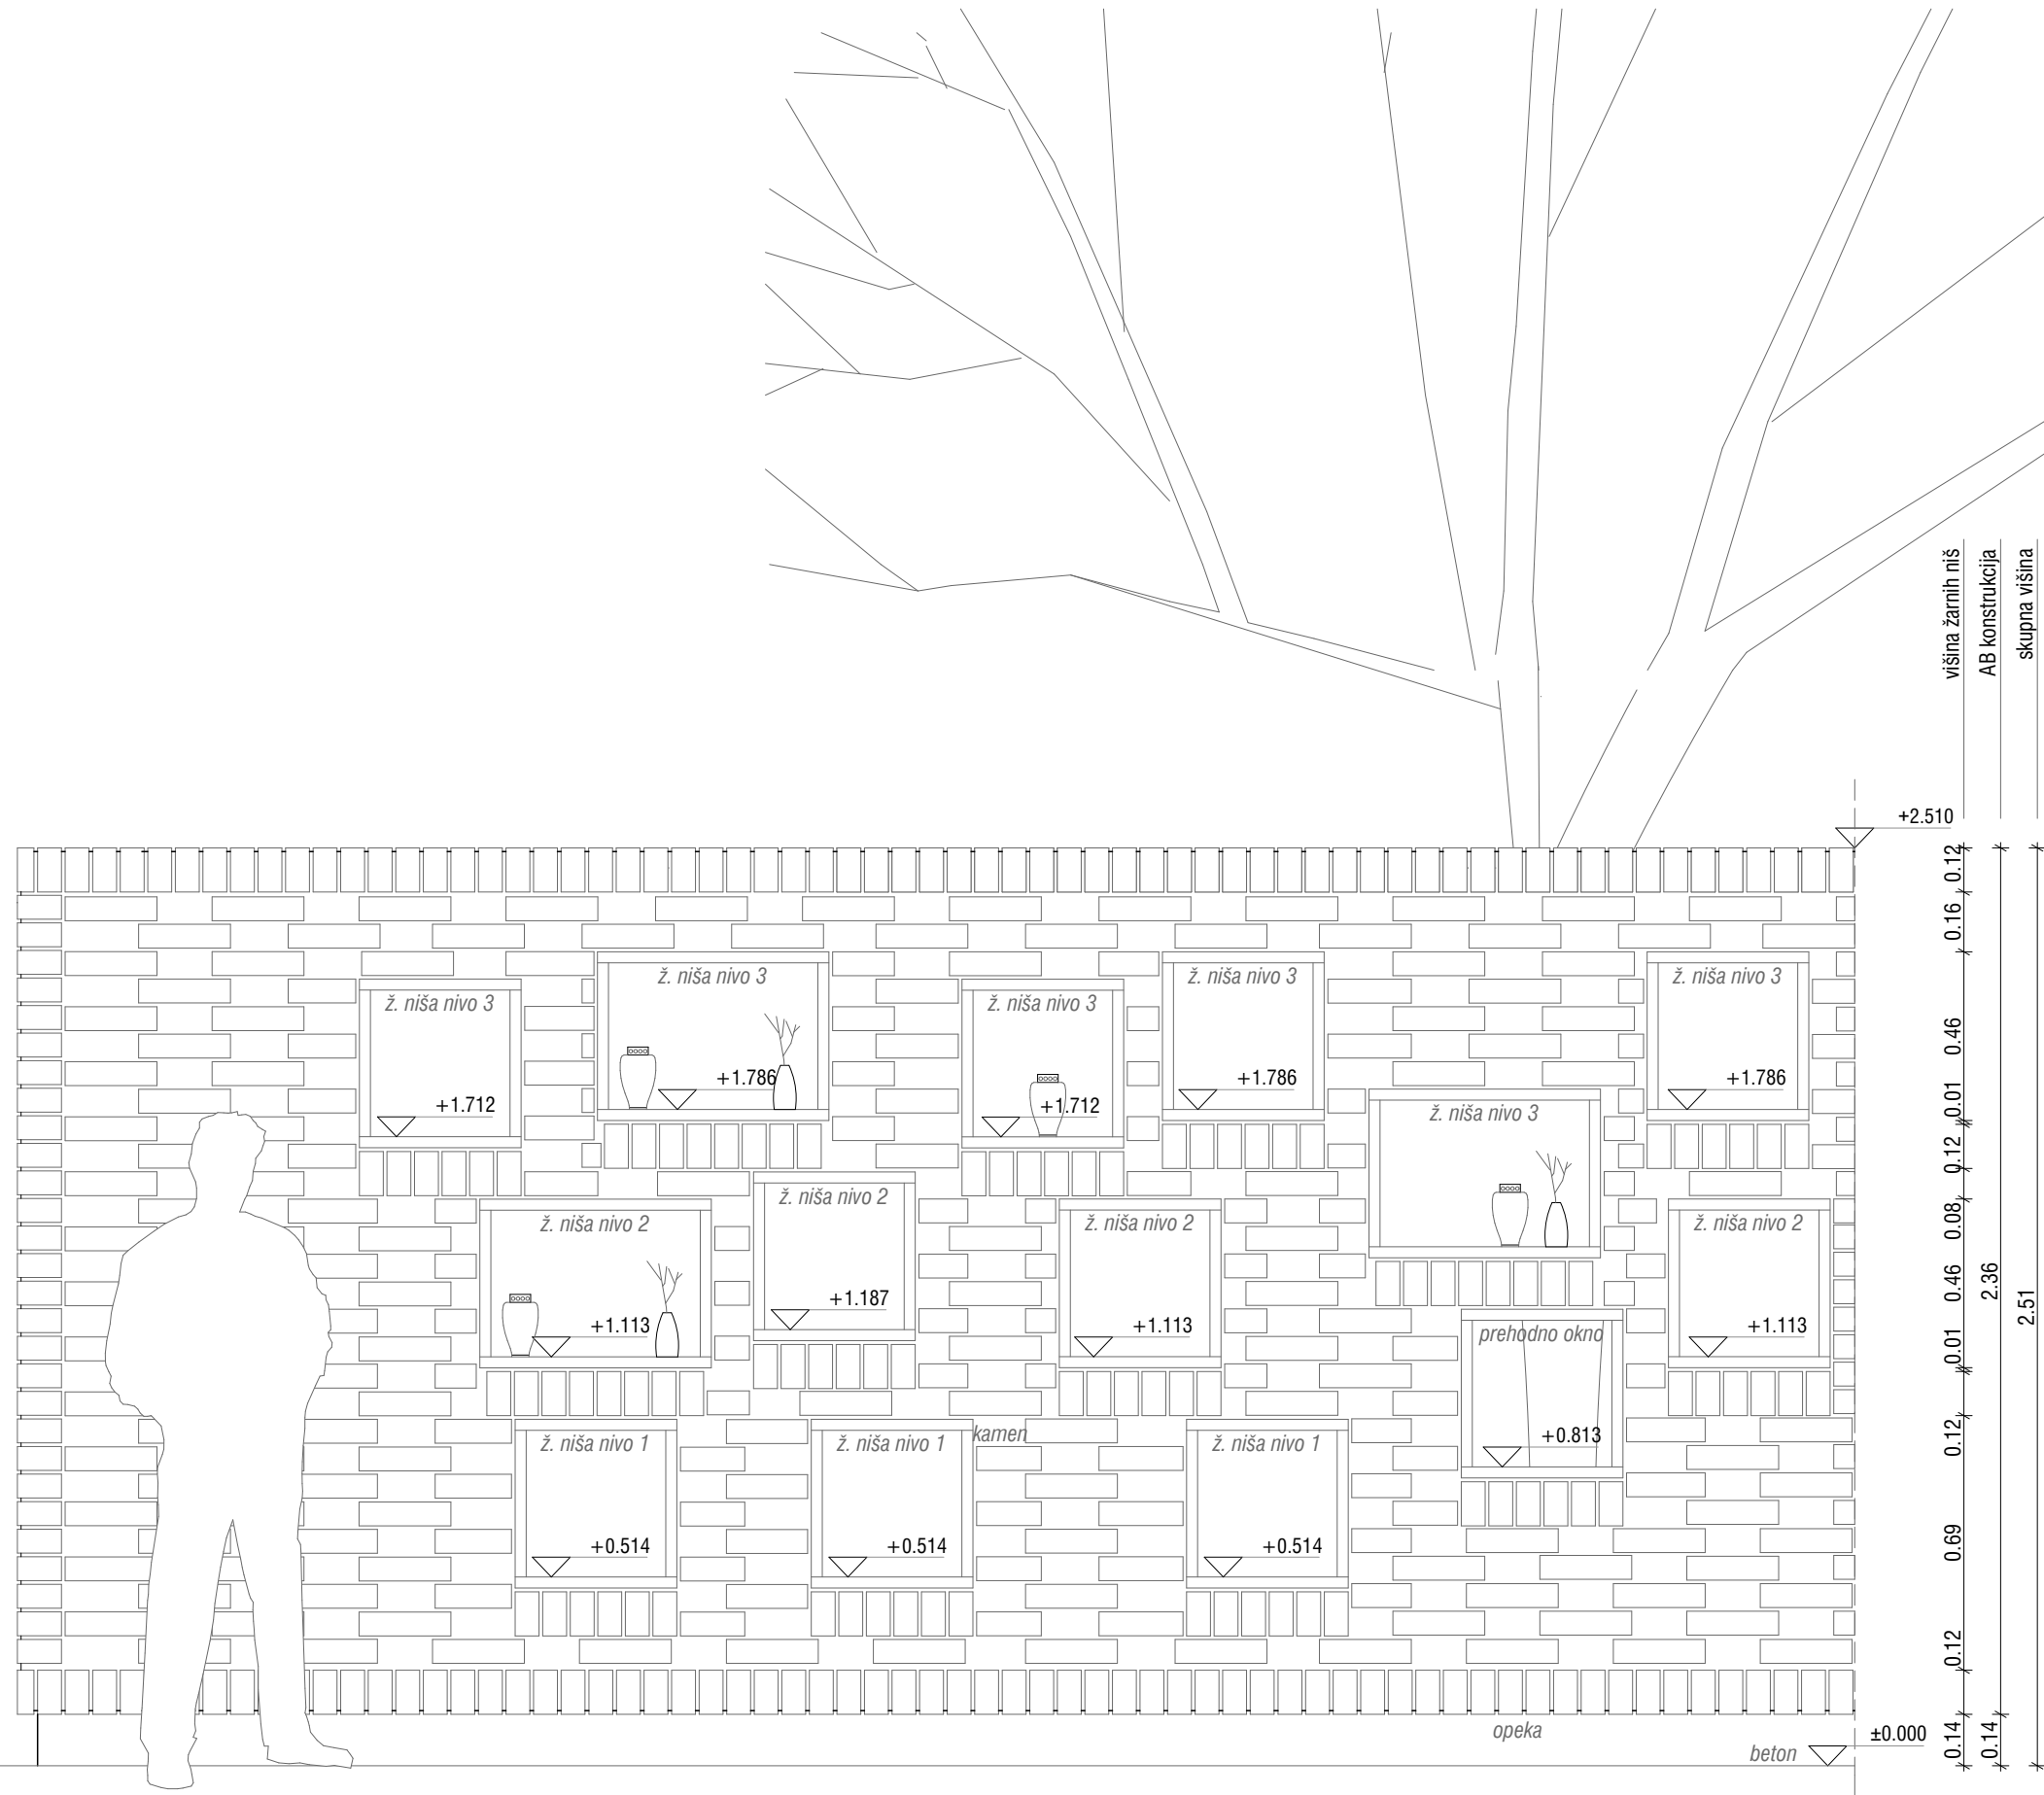 višina žarnih niš
AB konstrukcija
skupna višina
+2.510
ž. niša nivo 3
ž. niša nivo 3
ž. niša nivo 3
ž. niša nivo 3
ž. niša nivo 3
ž. niša nivo 3
+1.786
+1.786
+1.786
+1.712
+1.712
ž. niša nivo 3
ž. niša nivo 2
ž. niša nivo 2
ž. niša nivo 2
ž. niša nivo 2
+1.187
+1.113
+1.113
+1.113
prehodno okno
kamen
+0.813
ž. niša nivo 1
ž. niša nivo 1
ž. niša nivo 1
+0.514
+0.514
+0.514
opeka
beton
±0.000
0.12
0.16
0.46
0.01
0.12
0.08
0.46
0.01
0.12
0.69
0.12
0.14
2.36
0.14
2.51